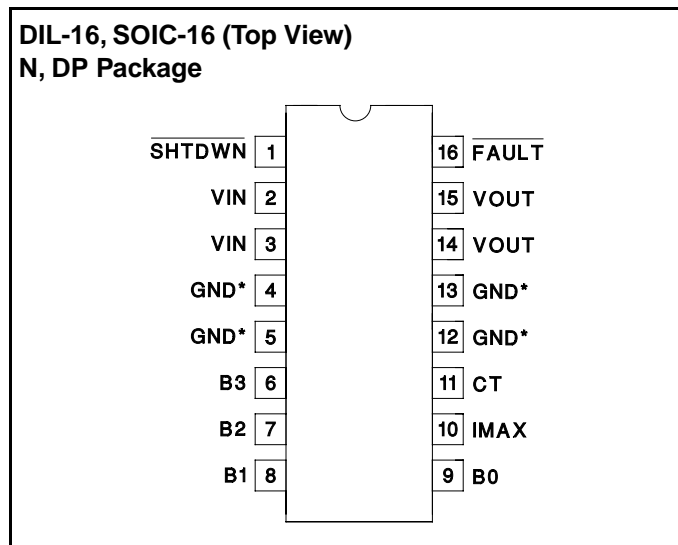 DIL-16, SOIC-16 (Top View)
N, DP Package
SHTDWN 1 16 FAULT
VIN 2 15 VOUT
VIN 3 14 VOUT
GND* 4 13 GND*
GND* 5 12 GND*
B3 6 11 CT
B2 7 10 IMAX
B1 8 9 B0